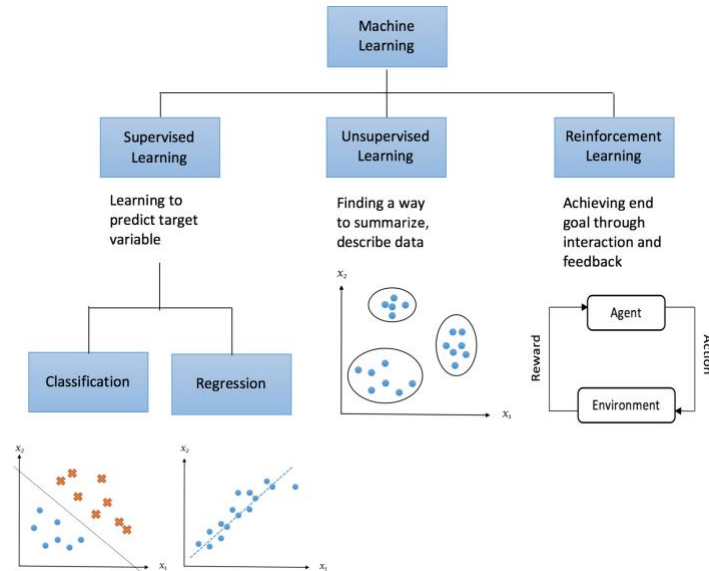 Machine
Learning
Supervised
Learning
Unsupervised
Learning
Reinforcement
Learning
Learning to
predict target
variable
Finding a way
to summarize,
describe data
Achieving end
goal through
interaction and
feedback
Classification
Regression
x₂
x₁
Agent
Environment
Reward
Action
x₂
x₁
x₂